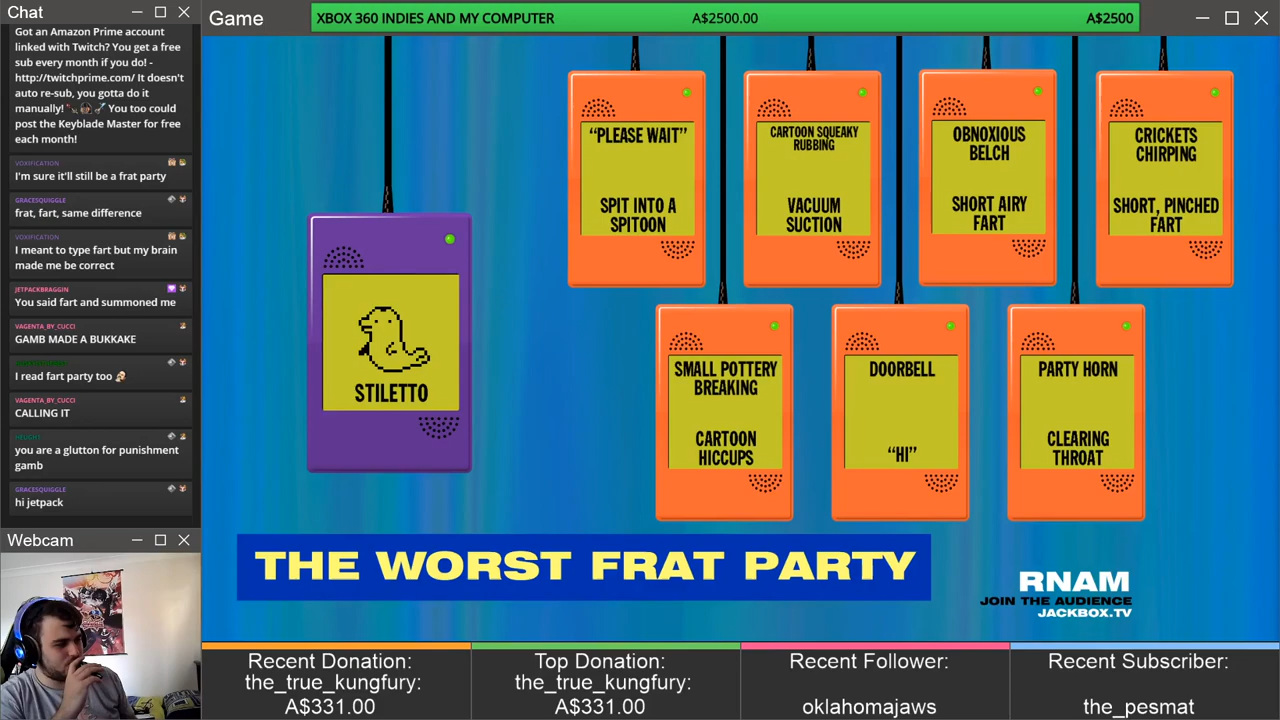 Chat
Got an Amazon Prime account
linked with Twitch? You get a free
sub every month if you do! -
http://twitchprime.com/ It doesn't
auto re-sub, you gotta do it
manually! You too could
post the Keyblade Master for free
each month!
VOXIFICATION
I'm sure it'll still be a frat party
GRACESQUIGGLE
frat, fart, same difference
VOXIFICATION
I meant to type fart but my brain
made me be correct
JETPACKBRAGGIN
You said fart and summoned me
VAGENTA_BY_CUCCI
GAMB MADE A BUKKAKE
I read fart party too
VAGENTA_BY_CUCCI
CALLING IT
you are a glutton for punishment
gamb
GRACESQUIGGLE
hi jetpack
Webcam
Game
XBOX 360 INDIES AND MY COMPUTER
A$2500.00
A$2500
STILETTO
“PLEASE WAIT”
SPIT INTO A
SPITOON
CARTOON SQUEAKY
RUBBING
VACUUM
SUCTION
OBNOXIOUS
BELCH
SHORT AIRY
FART
CRICKETS
CHIRPING
SHORT, PINCHED
FART
SMALL POTTERY
BREAKING
CARTOON
HICCUPS
DOORBELL
“HI”
PARTY HORN
CLEARING
THROAT
THE WORST FRAT PARTY
RNAM
JOIN THE AUDIENCE
JACKBOX.TV
Recent Donation:
the_true_kungfury:
A$331.00
Top Donation:
the_true_kungfury:
A$331.00
Recent Follower:
oklahomajaws
Recent Subscriber:
the_pesmat